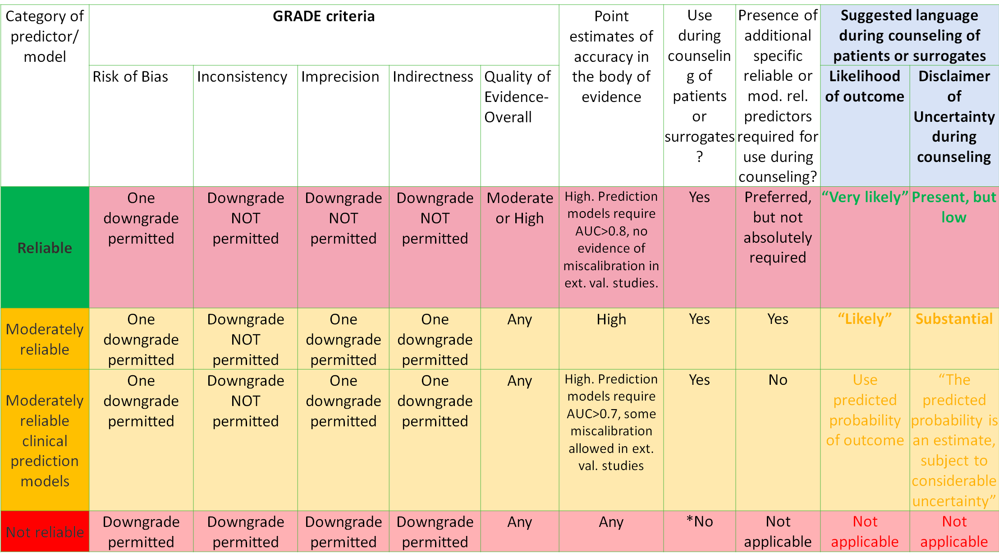 Category of
predictor/
model
GRADE criteria
Risk of Bias
Inconsistency
Imprecision
Indirectness
Quality of
Evidence-
Overall
Point
estimates of
accuracy in
the body of
evidence
Use
during
counselin
g of
patients
or
surrogates
?
Presence of
additional
specific
reliable or
mod. rel.
predictors
required for
use during
counseling?
Suggested language
during counseling of
patients or surrogates
Likelihood
of outcome
Disclaimer
of
Uncertainty
during
counseling
Reliable
One
downgrade
permitted
Downgrade
NOT
permitted
Downgrade
NOT
permitted
Downgrade
NOT
permitted
Moderate
or High
High. Prediction
models require
AUC>0.8, no
evidence of
miscalibration in
ext. val. studies.
Yes
Preferred,
but not
absolutely
required
“Very likely”
Present, but
low
Moderately
reliable
One
downgrade
permitted
Downgrade
NOT
permitted
One
downgrade
permitted
One
downgrade
permitted
Any
High
Yes
Yes
“Likely”
Substantial
Moderately
reliable
clinical
prediction
models
One
downgrade
permitted
Downgrade
NOT
permitted
One
downgrade
permitted
One
downgrade
permitted
Any
High. Prediction
models require
AUC>0.7, some
miscalibration
allowed in ext.
val. studies
Yes
No
Use
predicted
probability
of outcome
“The
predicted
probability is
an estimate,
subject to
considerable
uncertainty”
Not reliable
Downgrade
permitted
Downgrade
permitted
Downgrade
permitted
Downgrade
permitted
Any
Any
*No
Not
applicable
Not
applicable
Not
applicable